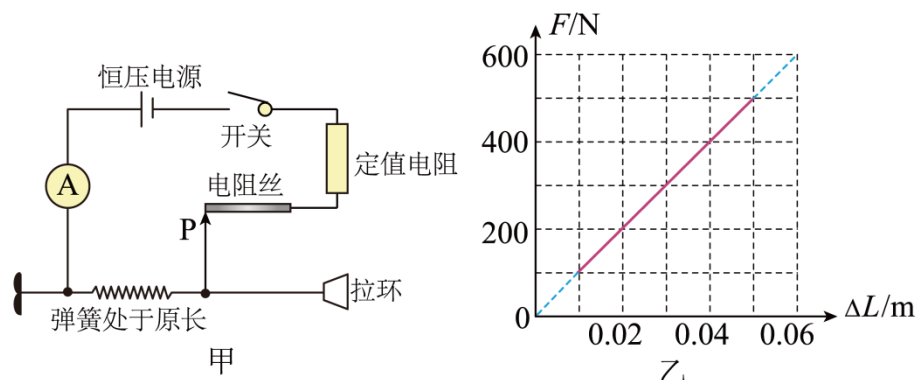 恒压电源
开关
A
定值电阻
电阻丝
P
拉环
弹簧处于原长
甲
F/N
600
400
200
0
0.02 0.04 0.06
ΔL/m
乙